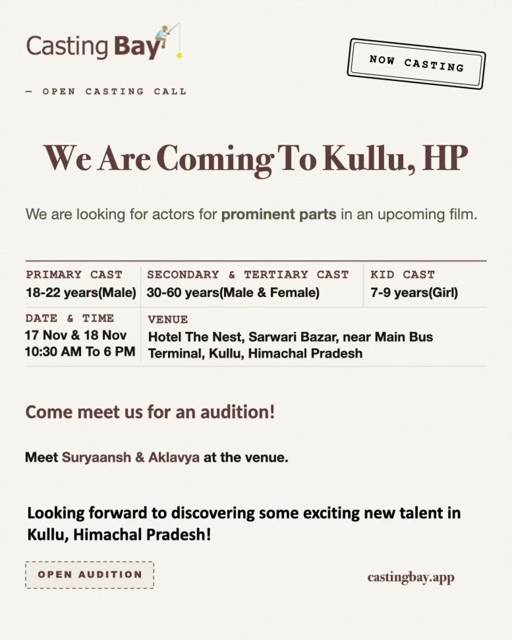 Casting Bay
NOW CASTING
— OPEN CASTING CALL
We Are Coming To Kullu, HP
We are looking for actors for prominent parts in an upcoming film.
PRIMARY CAST
18-22 years(Male)
SECONDARY & TERTIARY CAST
30-60 years(Male & Female)
KID CAST
7-9 years(Girl)
DATE & TIME
17 Nov & 18 Nov
10:30 AM To 6 PM
VENUE
Hotel The Nest, Sarwari Bazar, near Main Bus
Terminal, Kullu, Himachal Pradesh
Come meet us for an audition!
Meet Suryaansh & Aklavya at the venue.
Looking forward to discovering some exciting new talent in
Kullu, Himachal Pradesh!
OPEN AUDITION
castingbay.app